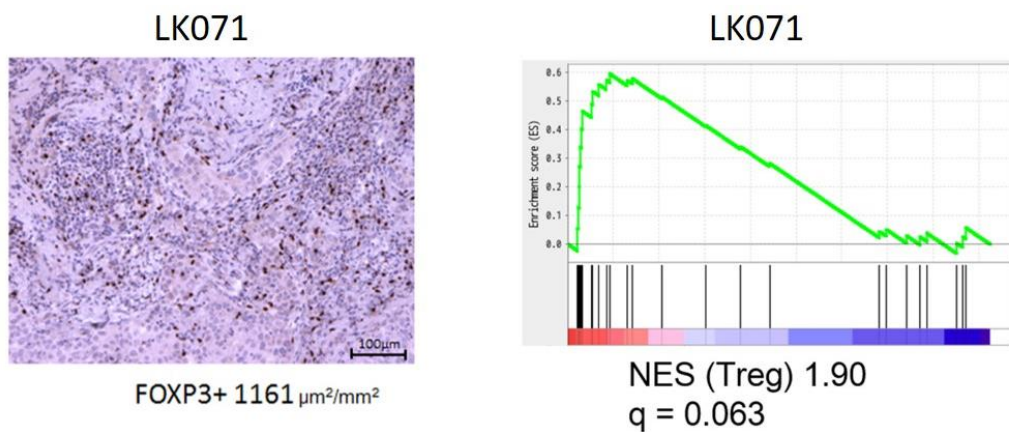 LK071
100µm
FOXP3+ 1161 µm²/mm²
LK071
Enrichment score (ES)
0.6
0.5
0.4
0.3
0.2
0.1
0.0
NES (Treg) 1.90
q = 0.063